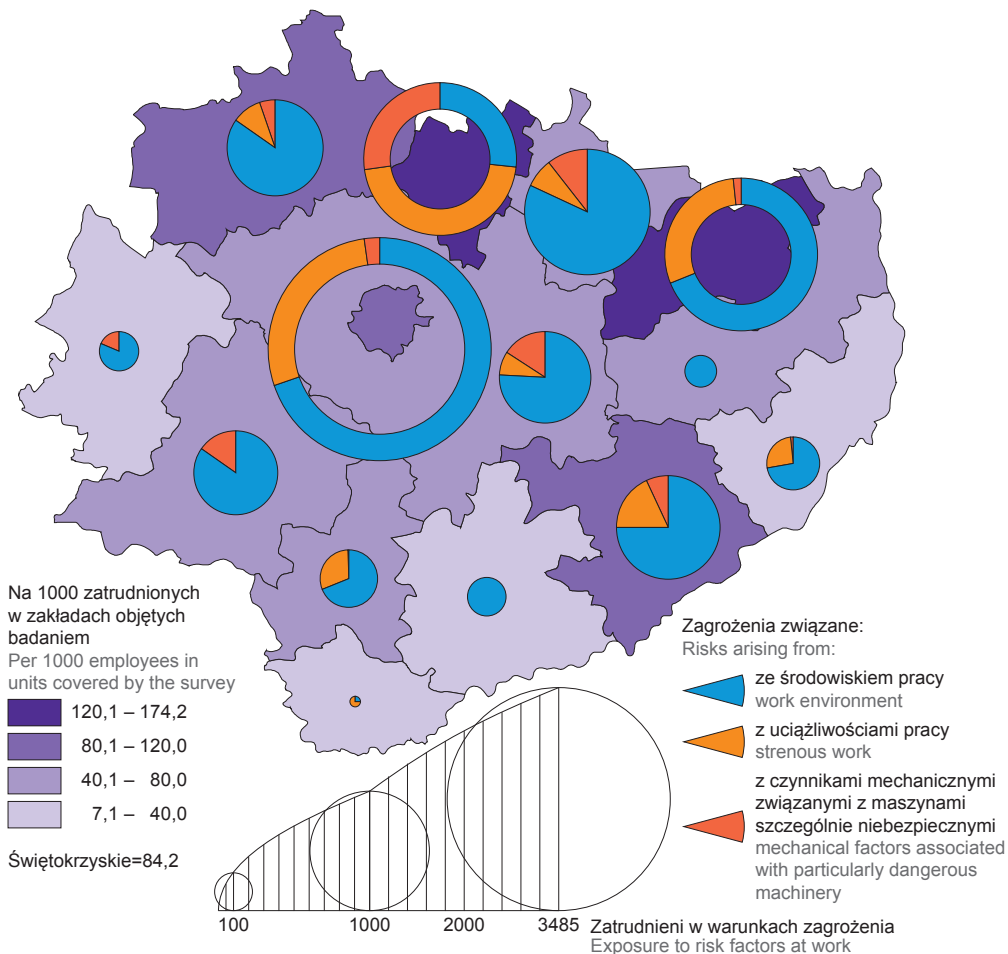 Na 1000 zatrudnionych
w zakładach objętych
badaniem
Per 1000 employees in
units covered by the survey
120,1 – 174,2
80,1 – 120,0
40,1 – 80,0
7,1 – 40,0
Świętokrzyskie=84,2
100 1000 2000 3485
Zatrudnieni w warunkach zagrożenia
Exposure to risk factors at work
Zagrożenia związane:
Risks arising from:
ze środowiskiem pracy
work environment
z uciążliwościami pracy
strenous work
z czynnikami mechanicznymi
związanymi z maszynami
szczególnie niebezpiecznymi
mechanical factors associated
with particularly dangerous
machinery